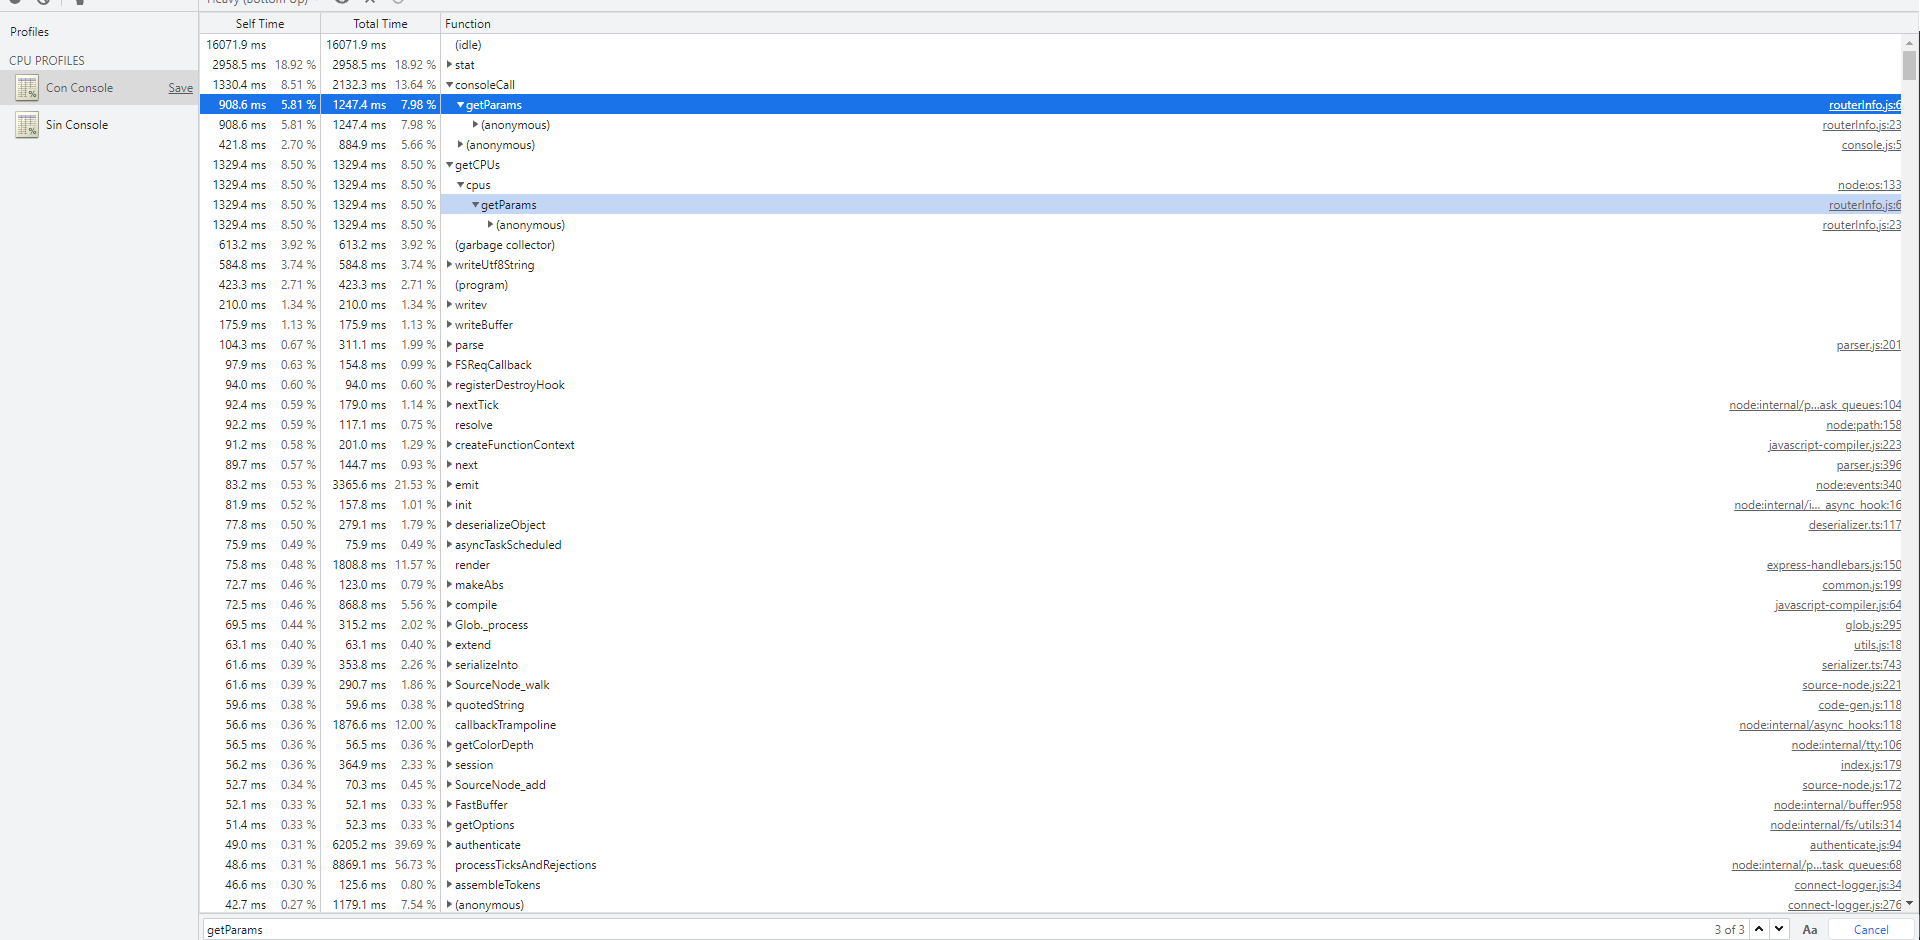 Heavy (Bottom Up)
Profiles
CPU PROFILES
Con Console Save
Sin Console
Self Time Total Time Function
16071.9 ms 16071.9 ms (idle)
2958.5 ms 18.92 % 2958.5 ms 18.92 % stat
1330.4 ms 8.51 % 2132.3 ms 13.64 % consoleCall
908.6 ms 5.81 % 1247.4 ms 7.98 % getParams routerInfo.js:6
908.6 ms 5.81 % 1247.4 ms 7.98 % (anonymous) routerInfo.js:23
421.8 ms 2.70 % 884.9 ms 5.66 % (anonymous) console.js:5
1329.4 ms 8.50 % 1329.4 ms 8.50 % getCPUs
1329.4 ms 8.50 % 1329.4 ms 8.50 % cpus node:os:133
1329.4 ms 8.50 % 1329.4 ms 8.50 % getParams routerInfo.js:6
1329.4 ms 8.50 % 1329.4 ms 8.50 % (anonymous) routerInfo.js:23
613.2 ms 3.92 % 613.2 ms 3.92 % (garbage collector)
584.8 ms 3.74 % 584.8 ms 3.74 % writeUtf8String
423.3 ms 2.71 % 423.3 ms 2.71 % (program)
210.0 ms 1.34 % 210.0 ms 1.34 % writev
175.9 ms 1.13 % 175.9 ms 1.13 % writeBuffer
104.3 ms 0.67 % 311.1 ms 1.99 % parse parser.js:201
97.9 ms 0.63 % 154.8 ms 0.99 % FSReqCallback
94.0 ms 0.60 % 94.0 ms 0.60 % registerDestroyHook
92.4 ms 0.59 % 179.0 ms 1.14 % nextTick node:internal/p...ask_queues:104
92.2 ms 0.59 % 117.1 ms 0.75 % resolve node:path:158
91.2 ms 0.58 % 201.0 ms 1.29 % createFunctionContext javascript-compiler.js:223
89.7 ms 0.57 % 144.7 ms 0.93 % next parser.js:396
83.2 ms 0.53 % 3365.6 ms 21.53 % emit node:events:340
81.9 ms 0.52 % 157.8 ms 1.01 % init node:internal/i..._async_hook:16
77.8 ms 0.50 % 279.1 ms 1.79 % deserializeObject deserializer.ts:117
75.9 ms 0.49 % 75.9 ms 0.49 % asyncTaskScheduled
75.8 ms 0.48 % 1808.8 ms 11.57 % render express-handlebars.js:150
72.7 ms 0.46 % 123.0 ms 0.79 % makeAbs common.js:199
72.5 ms 0.46 % 868.8 ms 5.56 % compile javascript-compiler.js:64
69.5 ms 0.44 % 315.2 ms 2.02 % Glob._process glob.js:295
63.1 ms 0.40 % 63.1 ms 0.40 % extend utils.js:18
61.6 ms 0.39 % 353.8 ms 2.26 % serializeInto serializer.ts:743
61.6 ms 0.39 % 290.7 ms 1.86 % SourceNode_walk source-node.js:221
59.6 ms 0.38 % 59.6 ms 0.38 % quotedString code-gen.js:118
56.6 ms 0.36 % 1876.6 ms 12.00 % callbackTrampoline node:internal/async_hooks:118
56.5 ms 0.36 % 56.5 ms 0.36 % getColorDepth node:internal/tty:106
56.2 ms 0.36 % 364.9 ms 2.33 % session index.js:179
52.7 ms 0.34 % 70.3 ms 0.45 % SourceNode_add source-node.js:172
52.1 ms 0.33 % 52.1 ms 0.33 % FastBuffer node:internal/buffer:958
51.4 ms 0.33 % 52.3 ms 0.33 % getOptions node:internal/fs/utils:314
49.0 ms 0.31 % 6205.2 ms 39.69 % authenticate authenticate.js:94
48.6 ms 0.31 % 8869.1 ms 56.73 % processTicksAndRejections node:internal/p...task_queues:68
46.6 ms 0.30 % 125.6 ms 0.80 % assembleTokens connect-logger.js:34
42.7 ms 0.27 % 1179.1 ms 7.54 % (anonymous) connect-logger.js:276
getParams 3 of 3 Aa Cancel